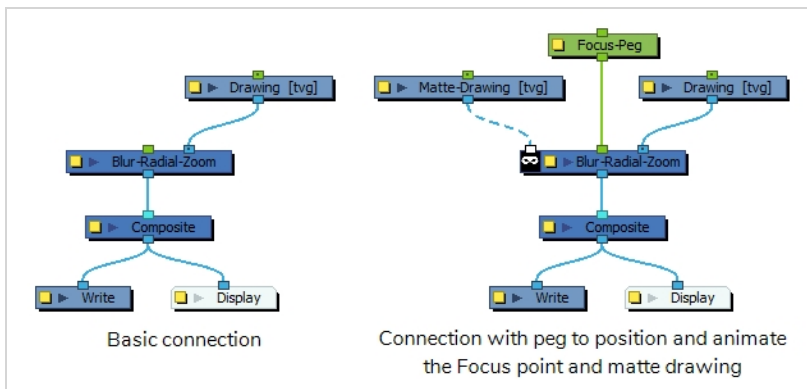 Focus-Peg
Drawing [tvg]
Matte-Drawing [tvg]
Drawing [tvg]
Blur-Radial-Zoom
Blur-Radial-Zoom
Composite
Composite
Write
Display
Write
Display
Basic connection
Connection with peg to position and animate
the Focus point and matte drawing